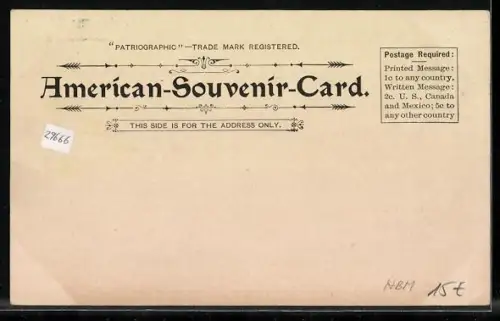 "PATRIOGRAPHIC"—TRADE MARK REGISTERED.
American-Souvenir-Card.
THIS SIDE IS FOR THE ADDRESS ONLY.
Postage Required:
Printed Message:
1c to any country.
Written Message:
2c. U. S., Canada
and Mexico; 5c to
any other country
27666
NBM 15€